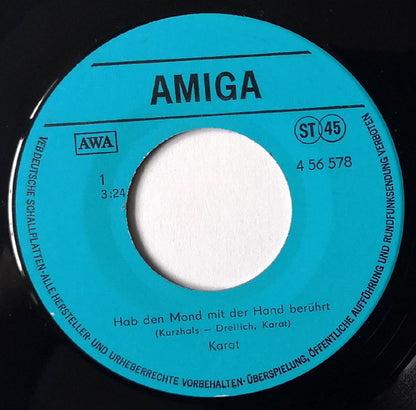 AMIGA
AWA
ST 45
4 56 578
1
3:24
Hab den Mond mit der Hand berührt
(Kurzhals – Dreilich, Karat)
Karat
VEB DEUTSCHE SCHALLPLATTEN · ALLE HERSTELLER- UND URHEBERRECHTE VORBEHALTEN · ÜBERSPIELUNG, ÖFFENTLICHE AUFFÜHRUNG UND RUNDFUNKSENDUNG VERBOTEN